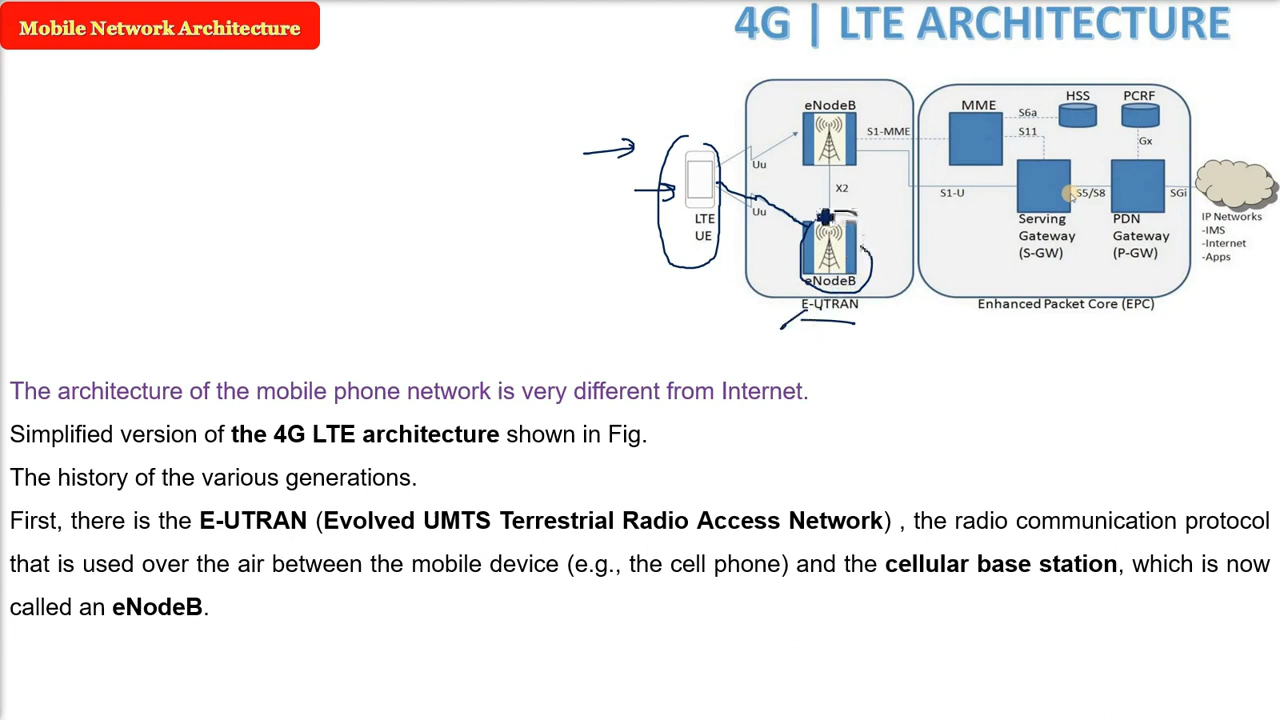 Mobile Network Architecture
4G | LTE ARCHITECTURE
eNodeB
MME
HSS
PCRF
S6a
S1-MME
S11
Gx
Uu
X2
S1-U
S5/S8
SGi
LTE
UE
Uu
Serving
Gateway
(S-GW)
PDN
Gateway
(P-GW)
IP Networks
-IMS
-Internet
-Apps
eNodeB
E-UTRAN
Enhanced Packet Core (EPC)
The architecture of the mobile phone network is very different from Internet.
Simplified version of the 4G LTE architecture shown in Fig.
The history of the various generations.
First, there is the E-UTRAN (Evolved UMTS Terrestrial Radio Access Network) , the radio communication protocol
that is used over the air between the mobile device (e.g., the cell phone) and the cellular base station, which is now
called an eNodeB.